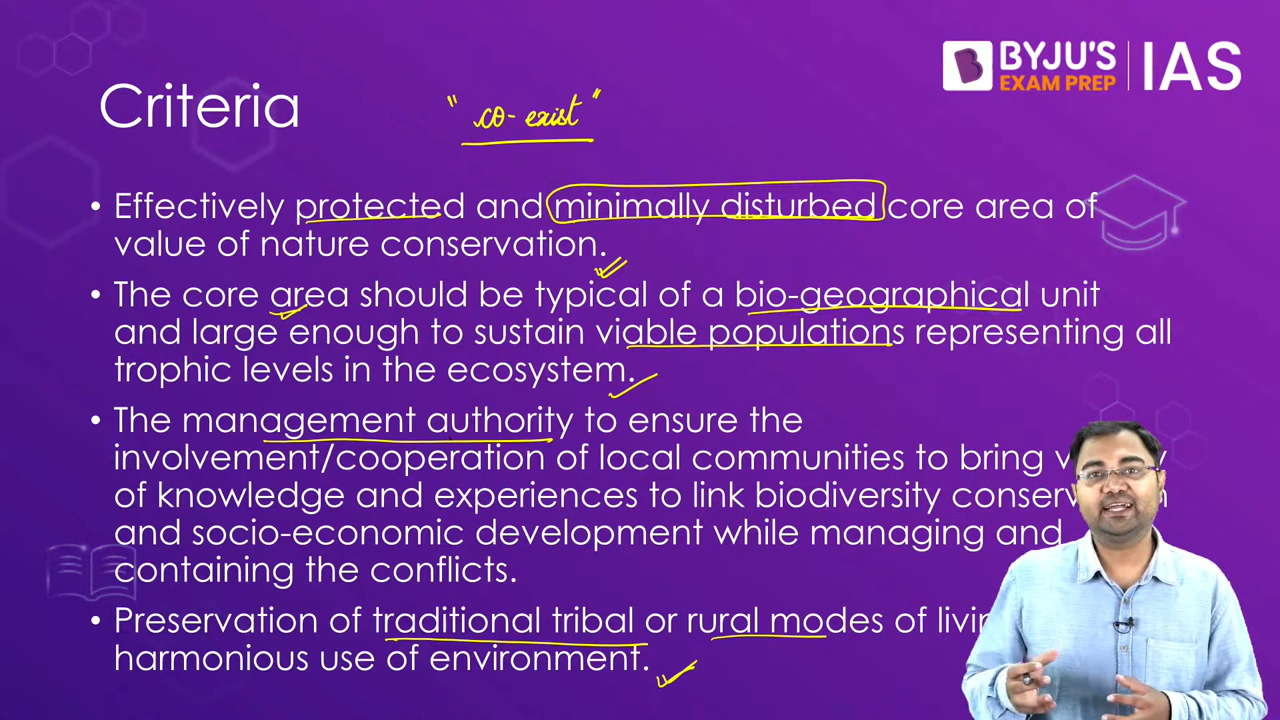 BYJU'S
EXAM PREP
IAS
Criteria
" co-exist "
• Effectively protected and minimally disturbed core area of
value of nature conservation.
• The core area should be typical of a bio-geographical unit
and large enough to sustain viable populations representing all
trophic levels in the ecosystem.
• The management authority to ensure the
involvement/cooperation of local communities to bring
of knowledge and experiences to link biodiversity
and socio-economic development while managing and
containing the conflicts.
• Preservation of traditional tribal or rural modes of
harmonious use of environment.